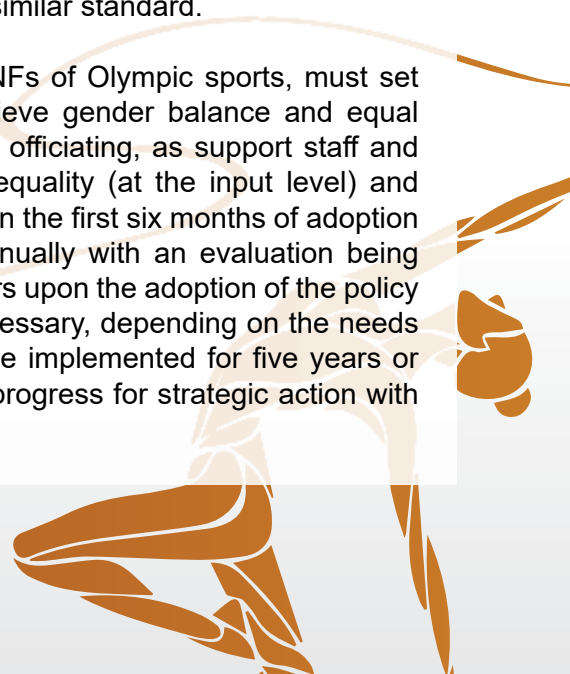 similar standard.
NFs of Olympic sports, must set
ieve gender balance and equal
officiating, as support staff and
equality (at the input level) and
n the first six months of adoption
nually with an evaluation being
rs upon the adoption of the policy
essary, depending on the needs
e implemented for five years or
progress for strategic action with